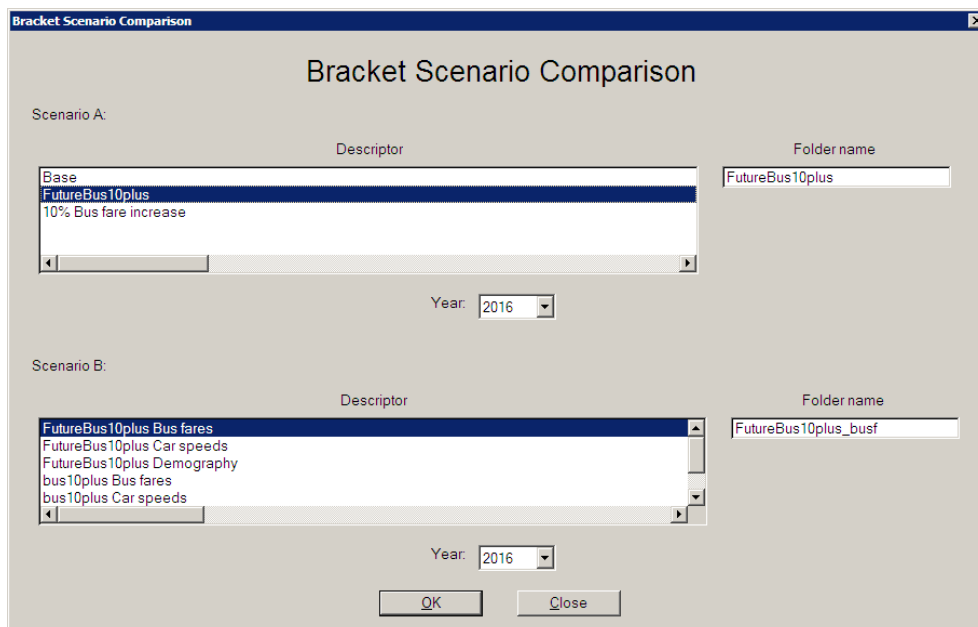 Bracket Scenario Comparison
Bracket Scenario Comparison
Scenario A:
Descriptor
Folder name
Base
FutureBus10plus
FutureBus10plus
10% Bus fare increase
Year: 2016
Scenario B:
Descriptor
Folder name
FutureBus10plus Bus fares
FutureBus10plus_busf
FutureBus10plus Car speeds
FutureBus10plus Demography
bus10plus Bus fares
bus10plus Car speeds
Year: 2016
OK
Close